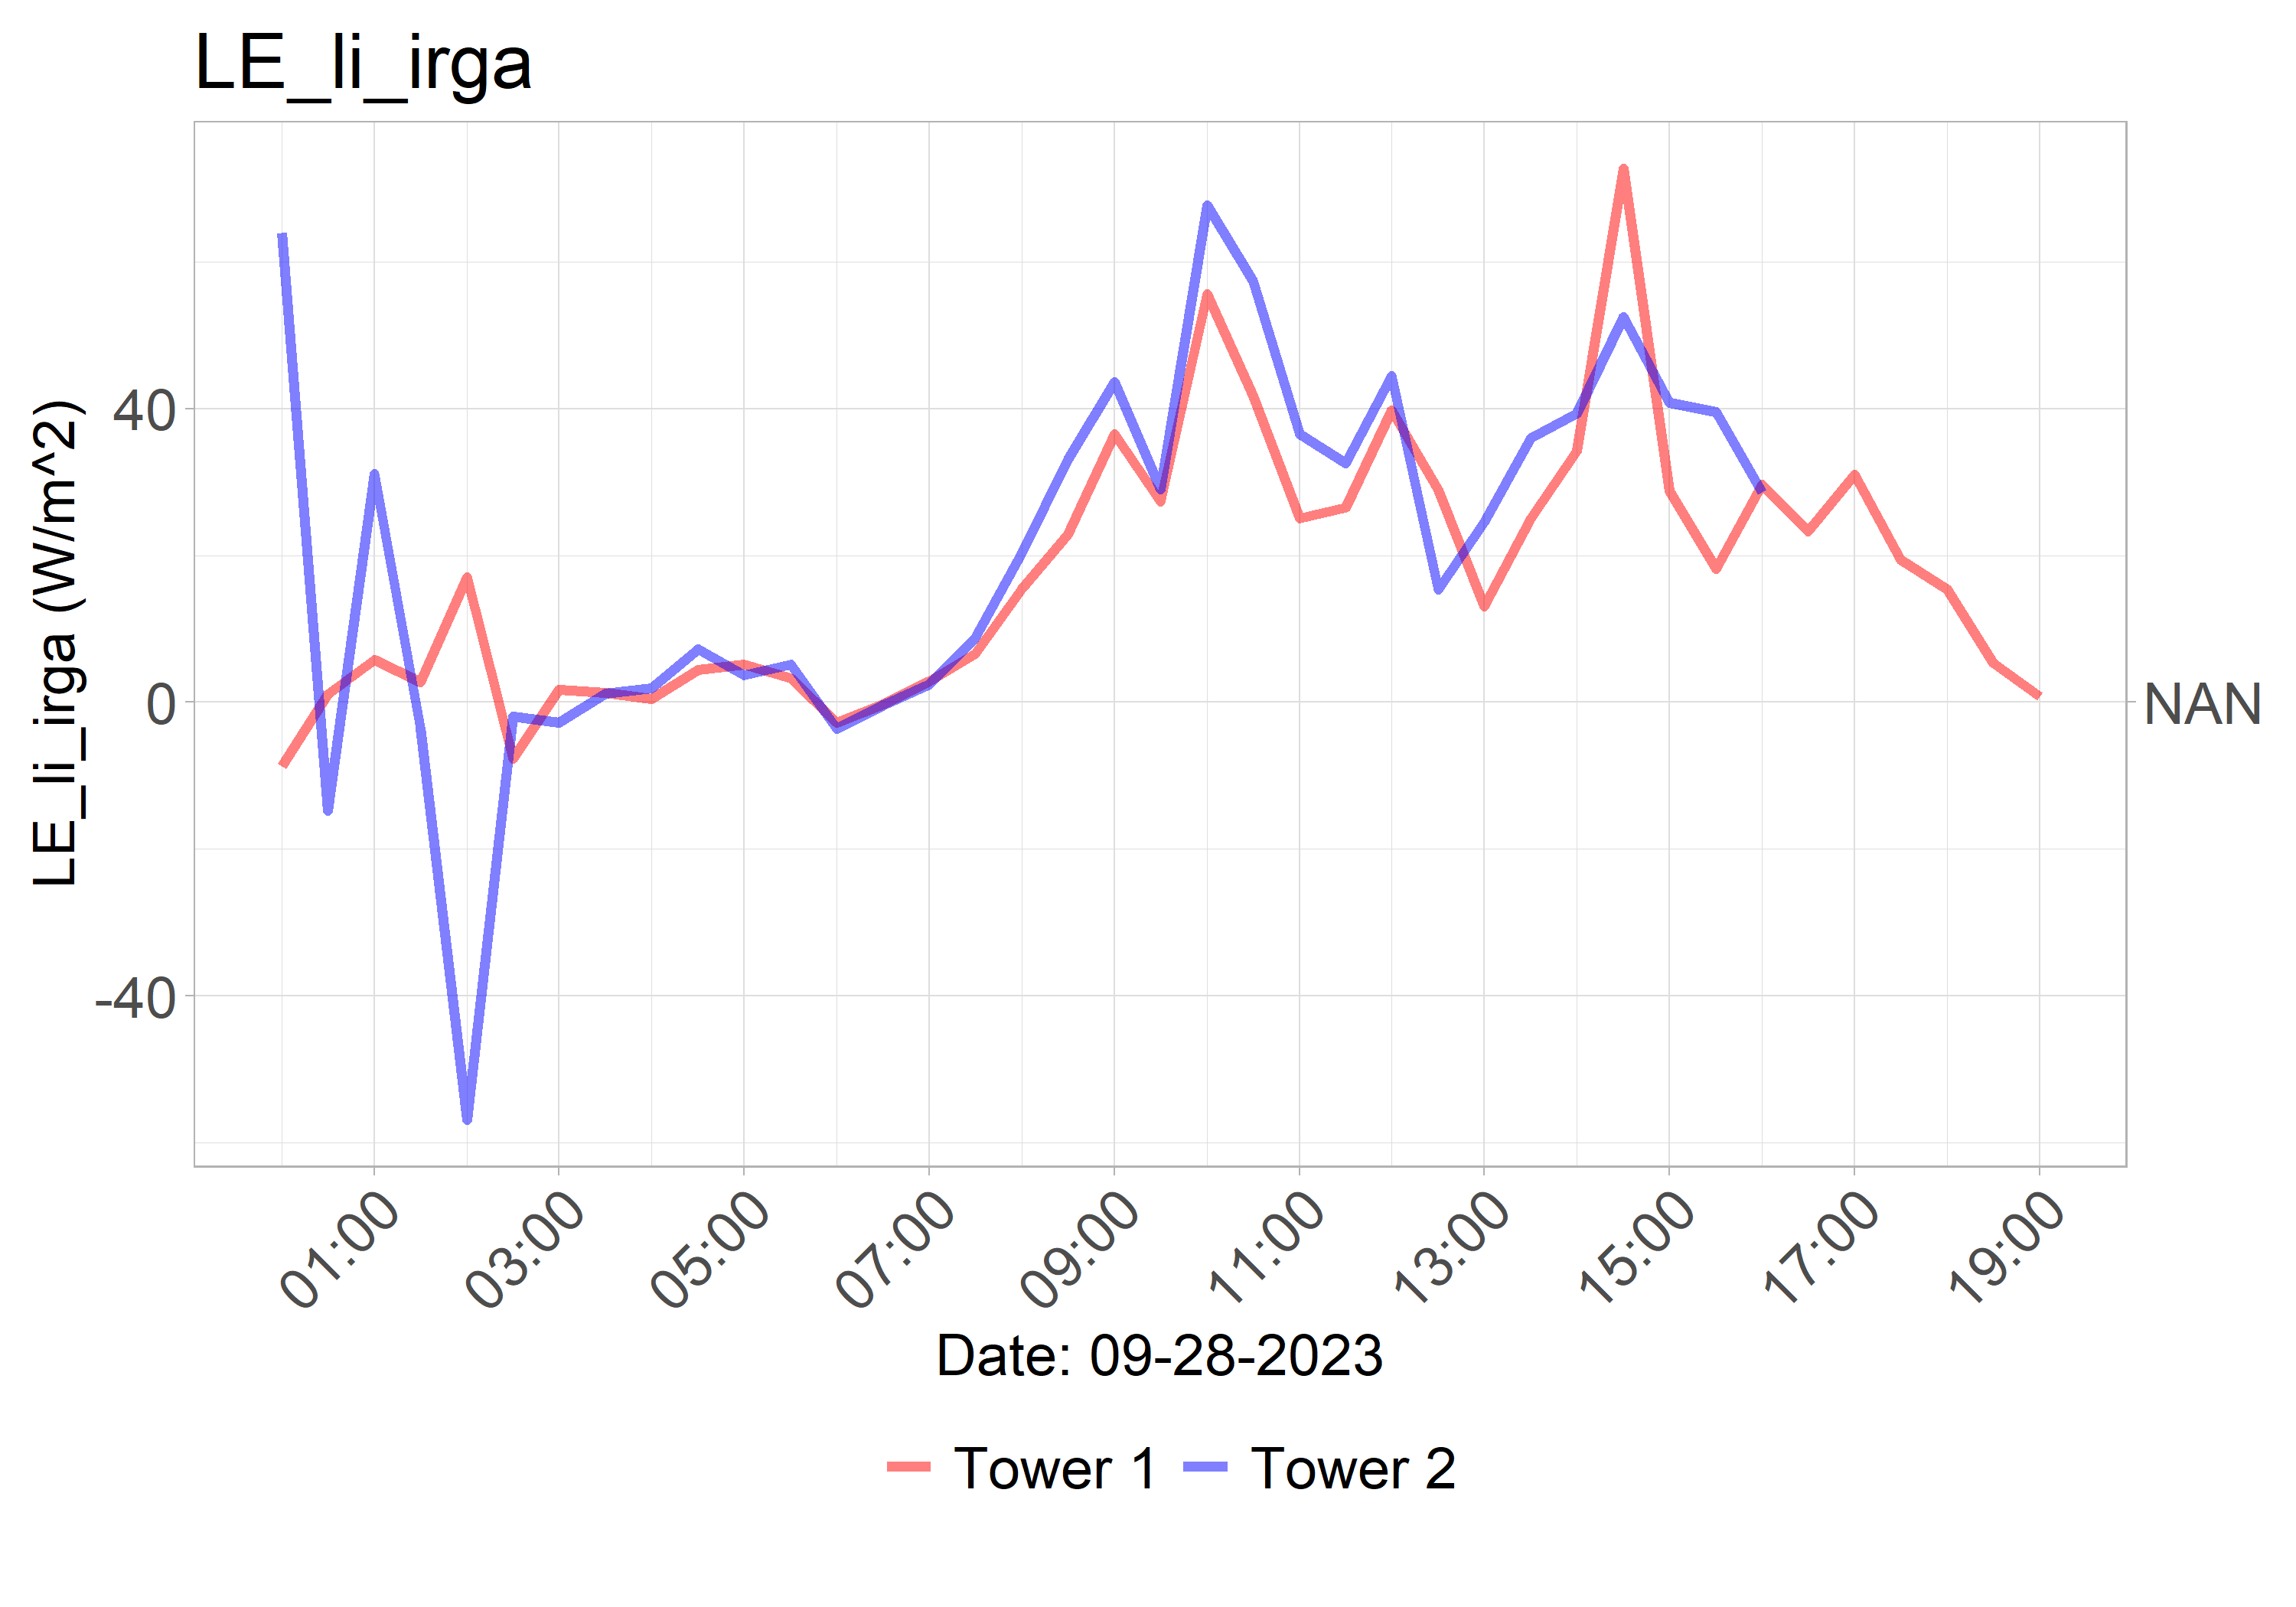 LE_li_irga
LE_li_irga (W/m^2)
40
0
-40
NAN
01:00
03:00
05:00
07:00
09:00
11:00
13:00
15:00
17:00
19:00
Date: 09-28-2023
Tower 1
Tower 2